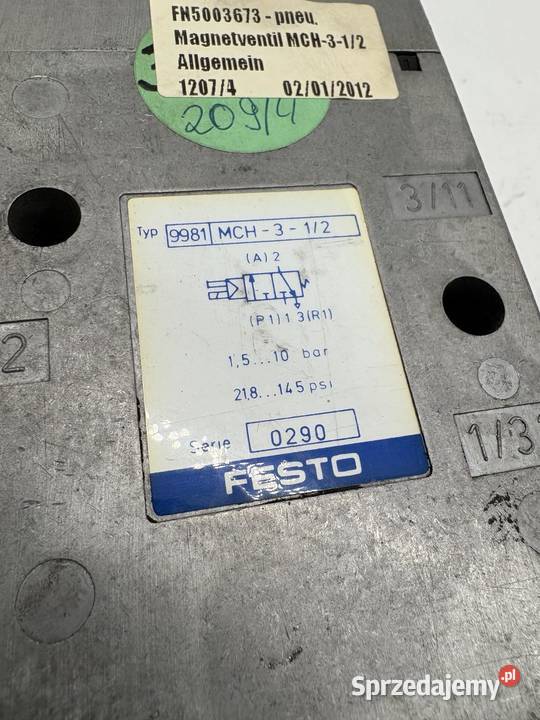 FN5003673 - pneu.
Magnetventil MCH-3-1/2
Allgemein
1207/4 02/01/2012
209/4
3/11
Typ 9981 MCH - 3 - 1/2
(A) 2
(P1) 1 3(R1)
2
1,5...10 bar
21,8...145 psi
1/31
Serie 0290
FESTO
Sprzedajemy.pl